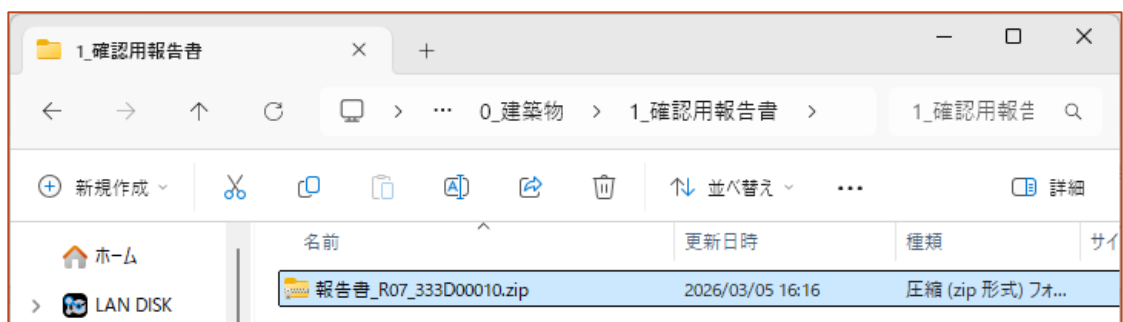 1_確認用報告書
… 0_建築物 > 1_確認用報告書 >
1_確認用報告
新規作成
並べ替え
…
詳細
ホーム
LAN DISK
名前
更新日時
種類
サイ
報告書_R07_333D00010.zip
2026/03/05 16:16
圧縮 (zip 形式) フォ...